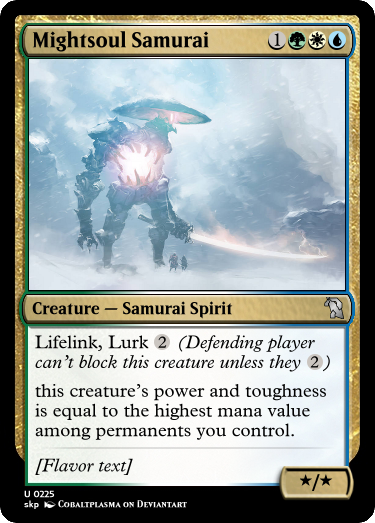 Mightsoul Samurai 1
Creature — Samurai Spirit
Lifelink, Lurk 2 (Defending player
can't block this creature unless they 2)
this creature's power and toughness
is equal to the highest mana value
among permanents you control.
[Flavor text]
*/*
U 0225
skp Cobaltplasma on Deviantart